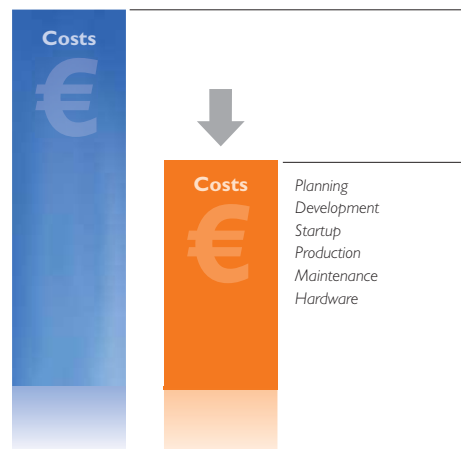 Costs
€
Costs
€
Planning
Development
Startup
Production
Maintenance
Hardware